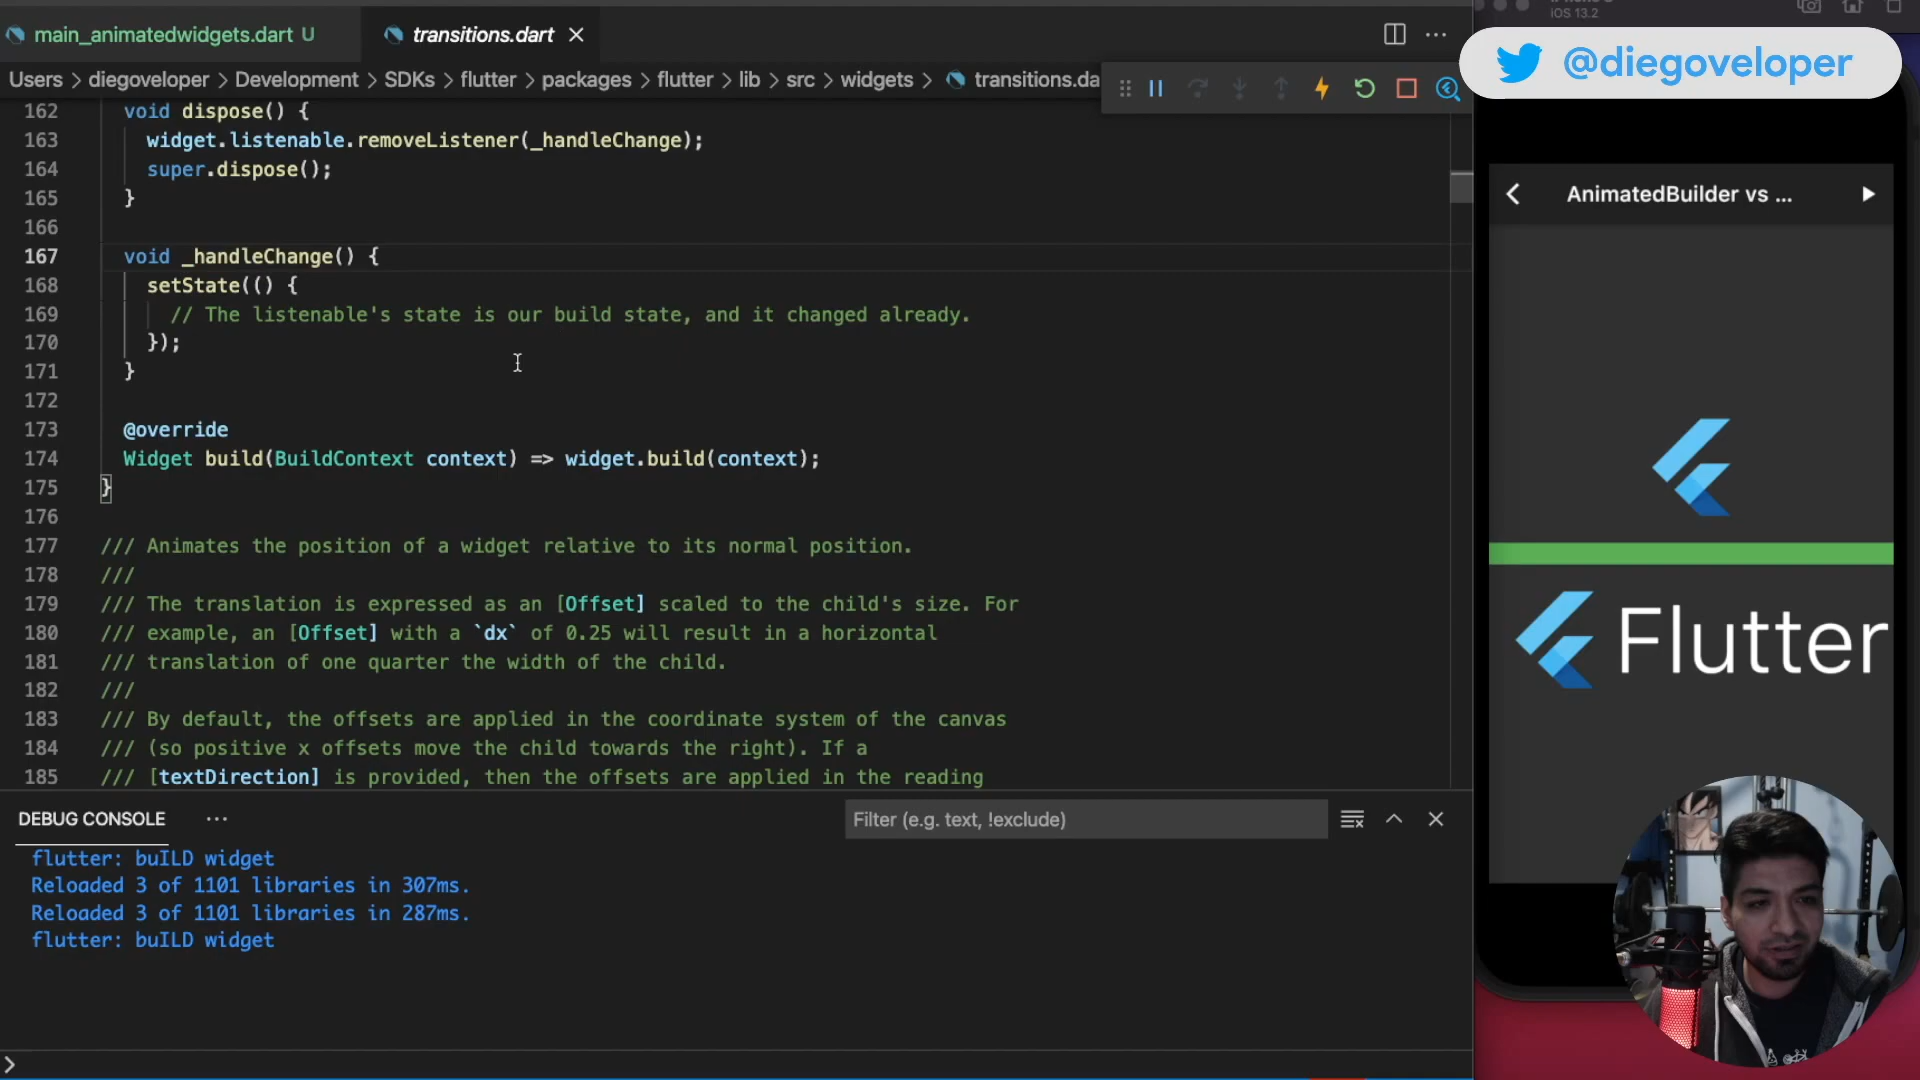 main_animatedwidgets.dart U
transitions.dart
iOS 13.2
@diegoveloper
Users > diegoveloper > Development > SDKs > flutter > packages > flutter > lib > src > widgets > transitions.da
162 void dispose() {
163 widget.listenable.removeListener(_handleChange);
164 super.dispose();
165 }
166
167 void _handleChange() {
168 setState(() {
169 // The listenable's state is our build state, and it changed already.
170 });
171 }
172
173 @override
174 Widget build(BuildContext context) => widget.build(context);
175 }
176
177 /// Animates the position of a widget relative to its normal position.
178 ///
179 /// The translation is expressed as an [Offset] scaled to the child's size. For
180 /// example, an [Offset] with a `dx` of 0.25 will result in a horizontal
181 /// translation of one quarter the width of the child.
182 ///
183 /// By default, the offsets are applied in the coordinate system of the canvas
184 /// (so positive x offsets move the child towards the right). If a
185 /// [textDirection] is provided, then the offsets are applied in the reading
DEBUG CONSOLE ...
Filter (e.g. text, !exclude)
flutter: buILD widget
Reloaded 3 of 1101 libraries in 307ms.
Reloaded 3 of 1101 libraries in 287ms.
flutter: buILD widget
AnimatedBuilder vs ...
Flutter